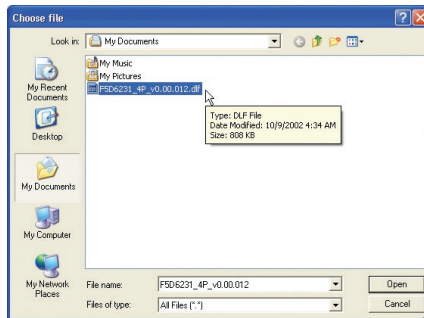 Choose file
Look in:
My Documents
My Recent
Documents
Desktop
My Documents
My Computer
My Network
Places
My Music
My Pictures
F5D6231_4P_v0.00.012.dlf
Type: DLF File
Date Modified: 10/9/2002 4:34 AM
Size: 808 KB
File name:
F5D6231_4P_v0.00.012
Open
Files of type:
All Files (*.*)
Cancel